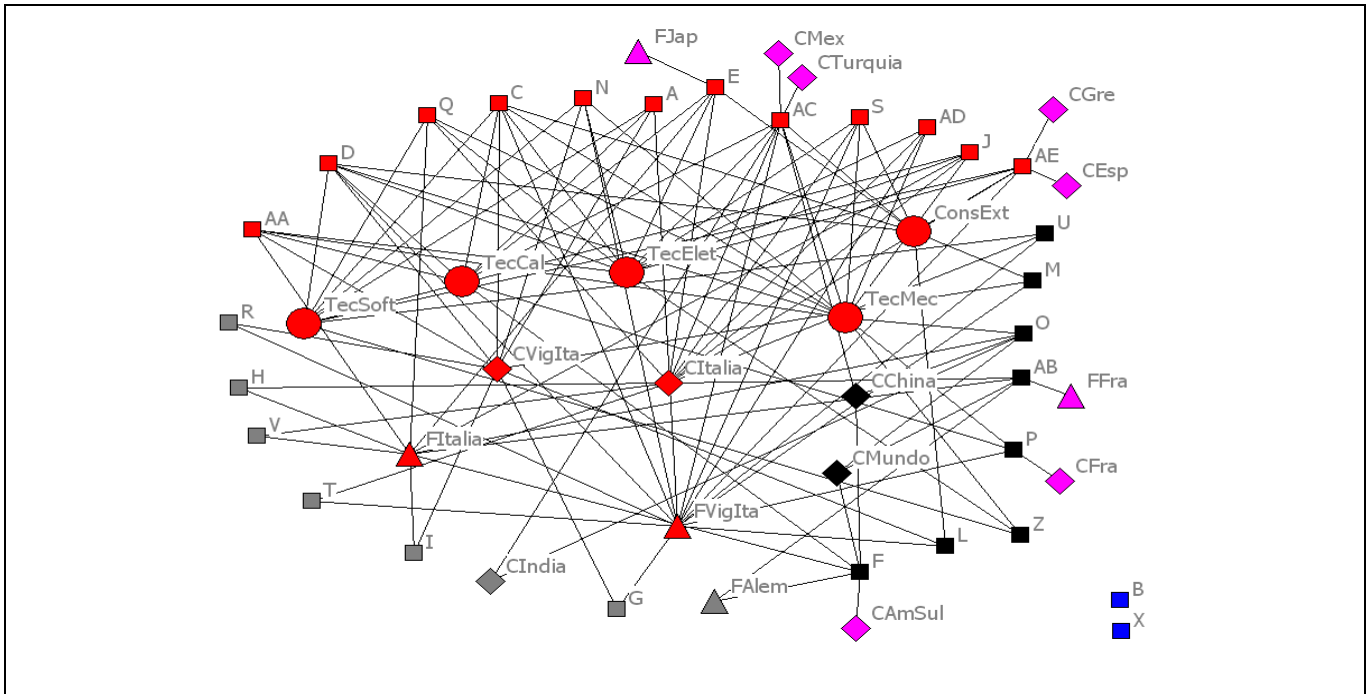 FJap
CMex
CTurquia
E
N
C
A
Q
AC
S
AD
CGre
J
D
AE
CEsp
AA
ConsExt
U
TecCal
TecElet
M
TecSoft
TecMec
R
O
CVigIta
CItalia
H
CChina
AB
FFra
V
FItalia
P
CMundo
CFra
T
FVigIta
Z
I
L
CIndia
F
FAlem
G
CAmSul
B
X